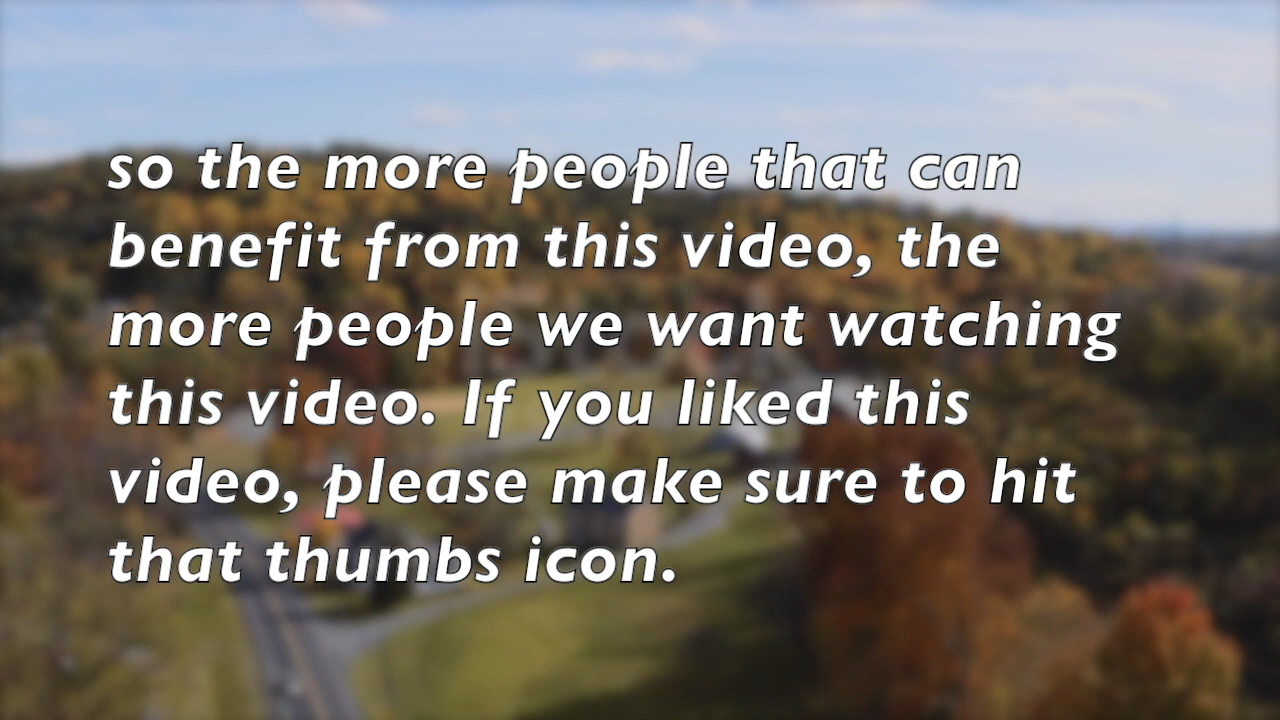 so the more people that can
benefit from this video, the
more people we want watching
this video. If you liked this
video, please make sure to hit
that thumbs icon.